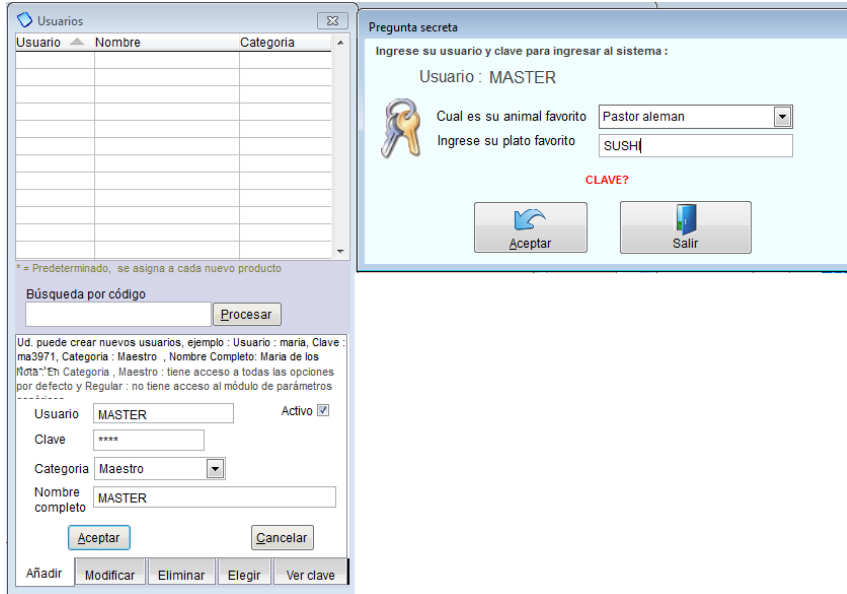 Usuarios
Usuario Nombre Categoria
* = Predeterminado, se asigna a cada nuevo producto
Búsqueda por código
Procesar
Ud. puede crear nuevos usuarios, ejemplo : Usuario : maria, Clave :
ma3971, Categoria : Maestro , Nombre Completo: Maria de los
Nota: En Categoria , Maestro : tiene acceso a todas las opciones
por defecto y Regular : no tiene acceso al módulo de parámetros
Usuario MASTER Activo
Clave ****
Categoria Maestro
Nombre completo MASTER
Aceptar Cancelar
Añadir Modificar Eliminar Elegir Ver clave
Pregunta secreta
Ingrese su usuario y clave para ingresar al sistema :
Usuario : MASTER
Cual es su animal favorito Pastor aleman
Ingrese su plato favorito SUSHI
CLAVE?
Aceptar Salir